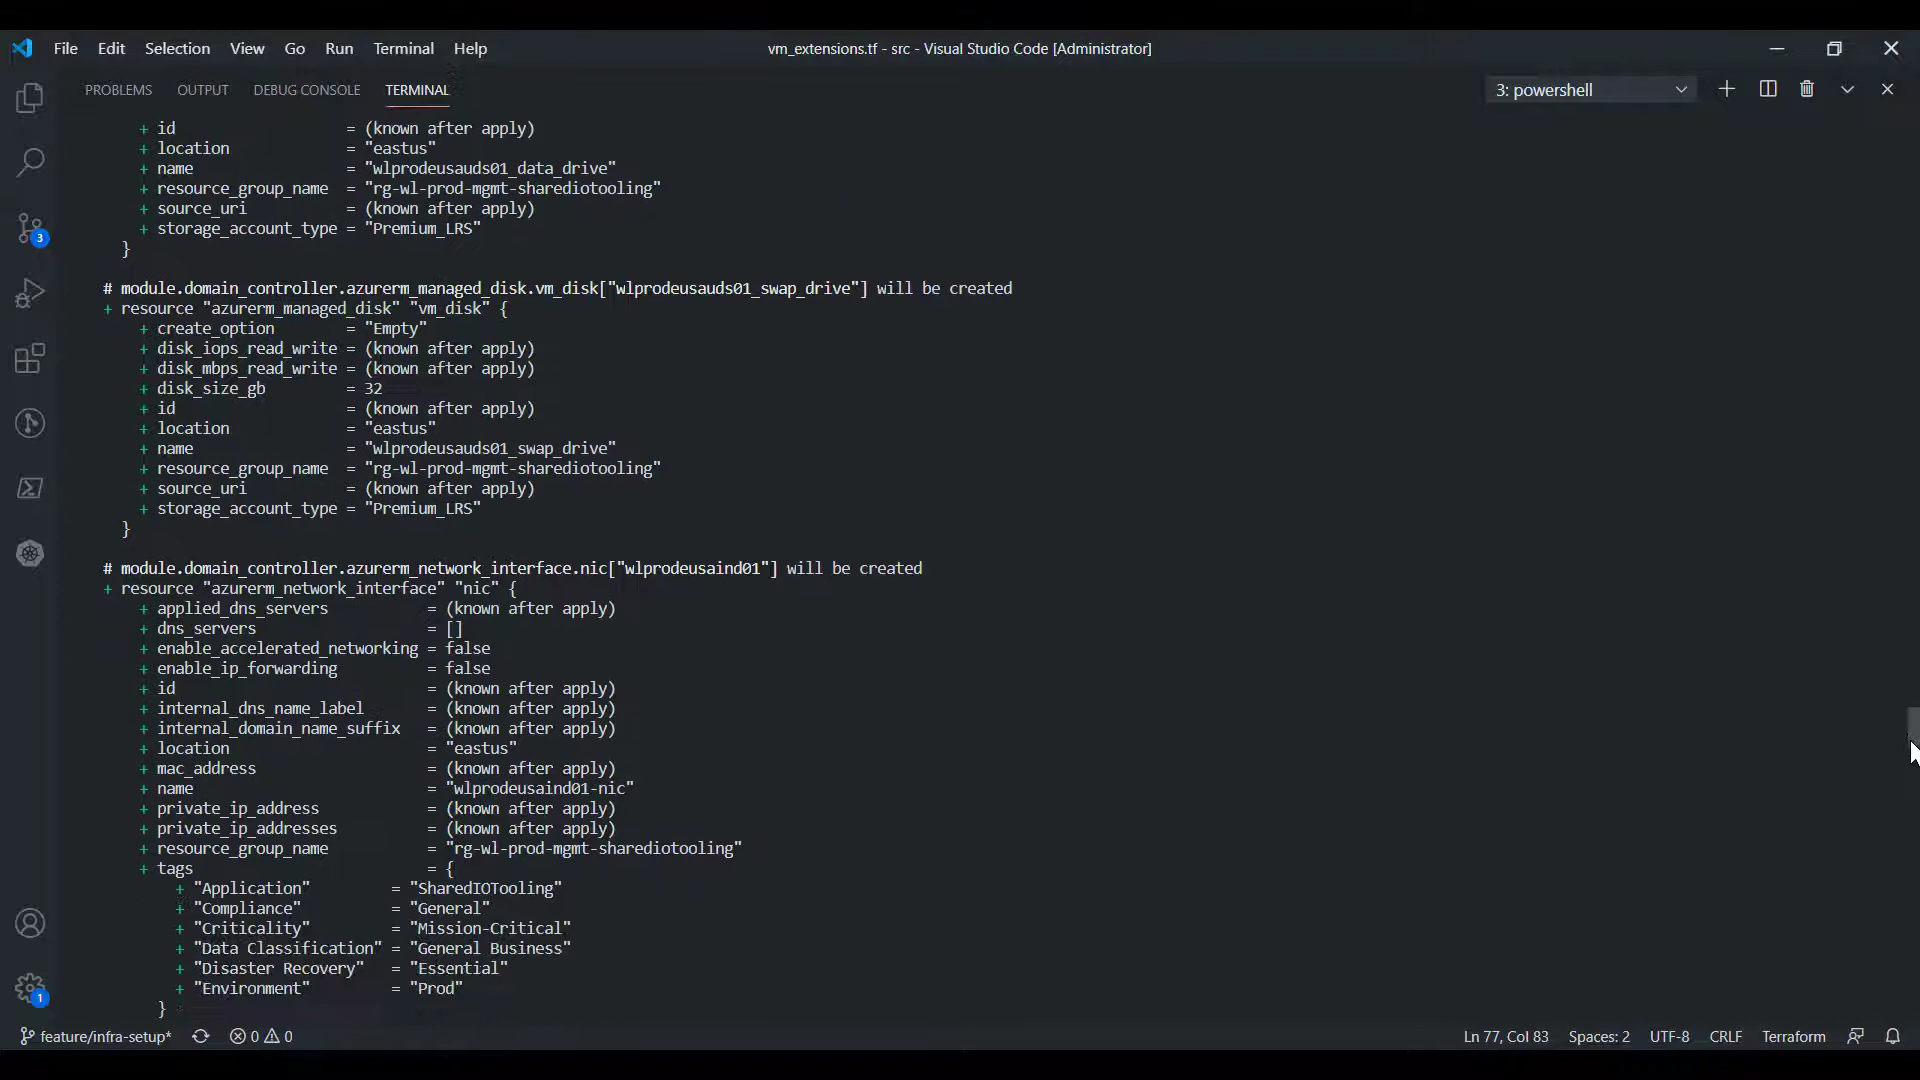 File Edit Selection View Go Run Terminal Help vm_extensions.tf - src - Visual Studio Code [Administrator]
PROBLEMS OUTPUT DEBUG CONSOLE TERMINAL 3: powershell
+ id = (known after apply)
+ location = "eastus"
+ name = "wlprodeusauds01_data_drive"
+ resource_group_name = "rg-wl-prod-mgmt-sharediotooling"
+ source_uri = (known after apply)
+ storage_account_type = "Premium_LRS"
}
# module.domain_controller.azurerm_managed_disk.vm_disk["wlprodeusauds01_swap_drive"] will be created
+ resource "azurerm_managed_disk" "vm_disk" {
+ create_option = "Empty"
+ disk_iops_read_write = (known after apply)
+ disk_mbps_read_write = (known after apply)
+ disk_size_gb = 32
+ id = (known after apply)
+ location = "eastus"
+ name = "wlprodeusauds01_swap_drive"
+ resource_group_name = "rg-wl-prod-mgmt-sharediotooling"
+ source_uri = (known after apply)
+ storage_account_type = "Premium_LRS"
}
# module.domain_controller.azurerm_network_interface.nic["wlprodeusaind01"] will be created
+ resource "azurerm_network_interface" "nic" {
+ applied_dns_servers = (known after apply)
+ dns_servers = []
+ enable_accelerated_networking = false
+ enable_ip_forwarding = false
+ id = (known after apply)
+ internal_dns_name_label = (known after apply)
+ internal_domain_name_suffix = (known after apply)
+ location = "eastus"
+ mac_address = (known after apply)
+ name = "wlprodeusaind01-nic"
+ private_ip_address = (known after apply)
+ private_ip_addresses = (known after apply)
+ resource_group_name = "rg-wl-prod-mgmt-sharediotooling"
+ tags = {
+ "Application" = "SharedIOTooling"
+ "Compliance" = "General"
+ "Criticality" = "Mission-Critical"
+ "Data Classification" = "General Business"
+ "Disaster Recovery" = "Essential"
+ "Environment" = "Prod"
}
3
1
feature/infra-setup* 0 0 Ln 77, Col 83 Spaces: 2 UTF-8 CRLF Terraform